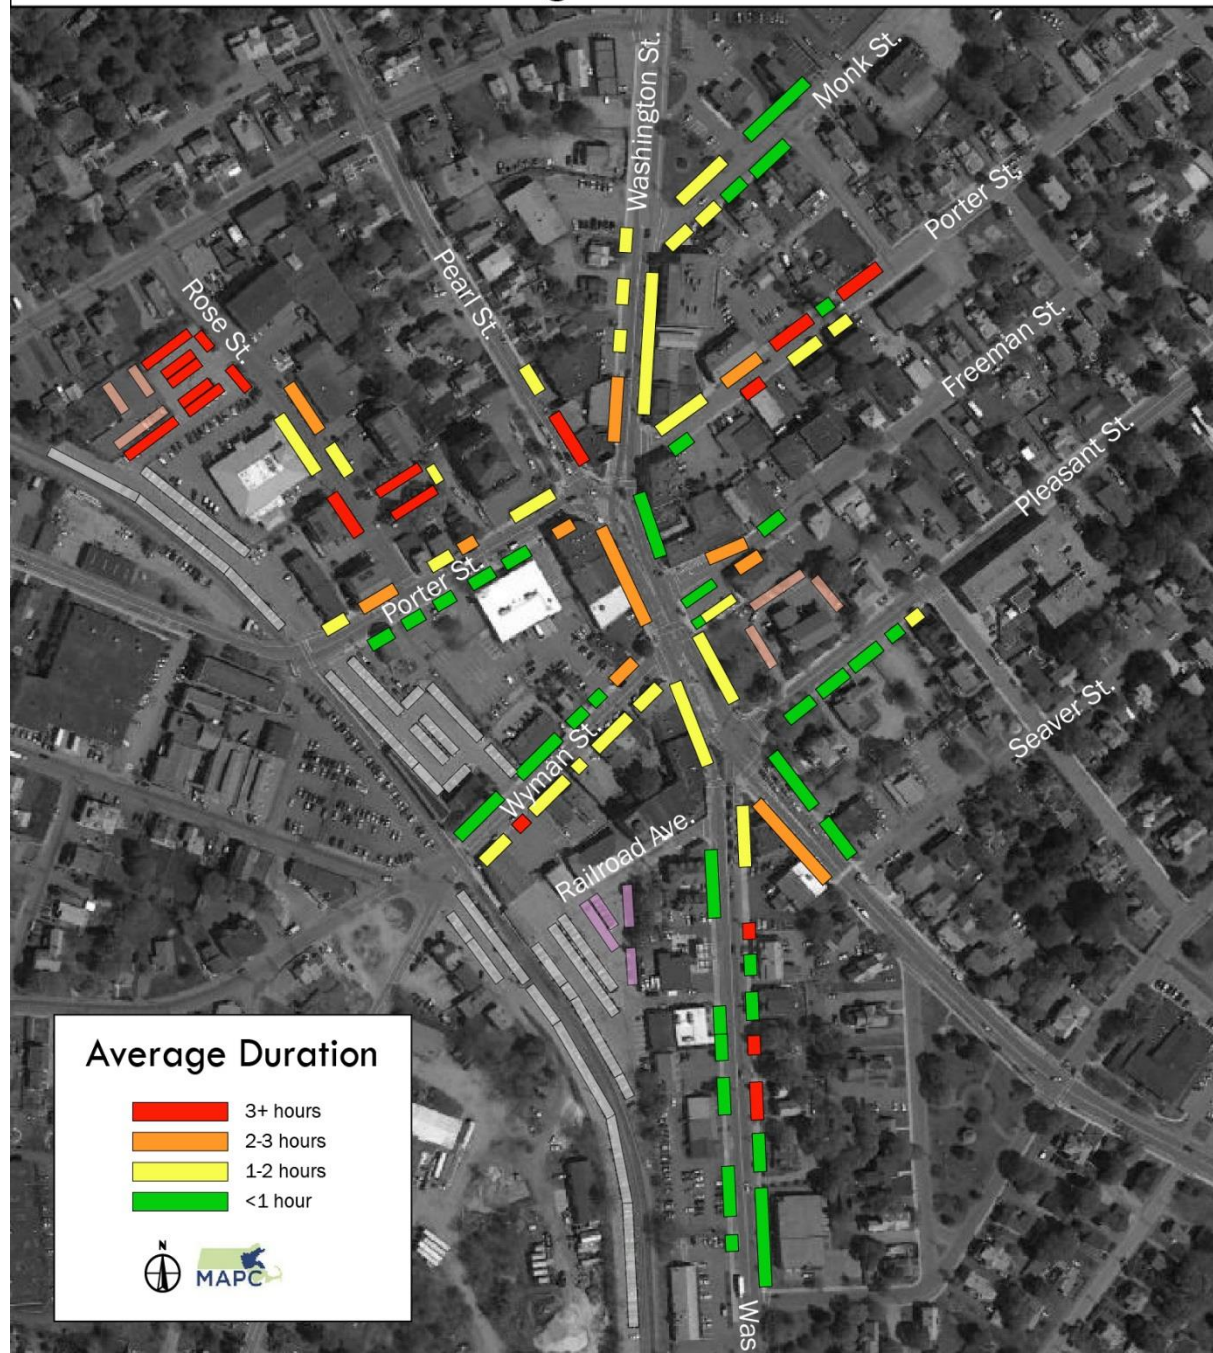 Washington St.
Monk St.
Porter St.
Pearl St.
Rose St.
Freeman St.
Pleasant St.
Porter St.
Seaver St.
Wyman St.
Railroad Ave.
Average Duration
3+ hours
2-3 hours
1-2 hours
<1 hour
N
MAPC
Was